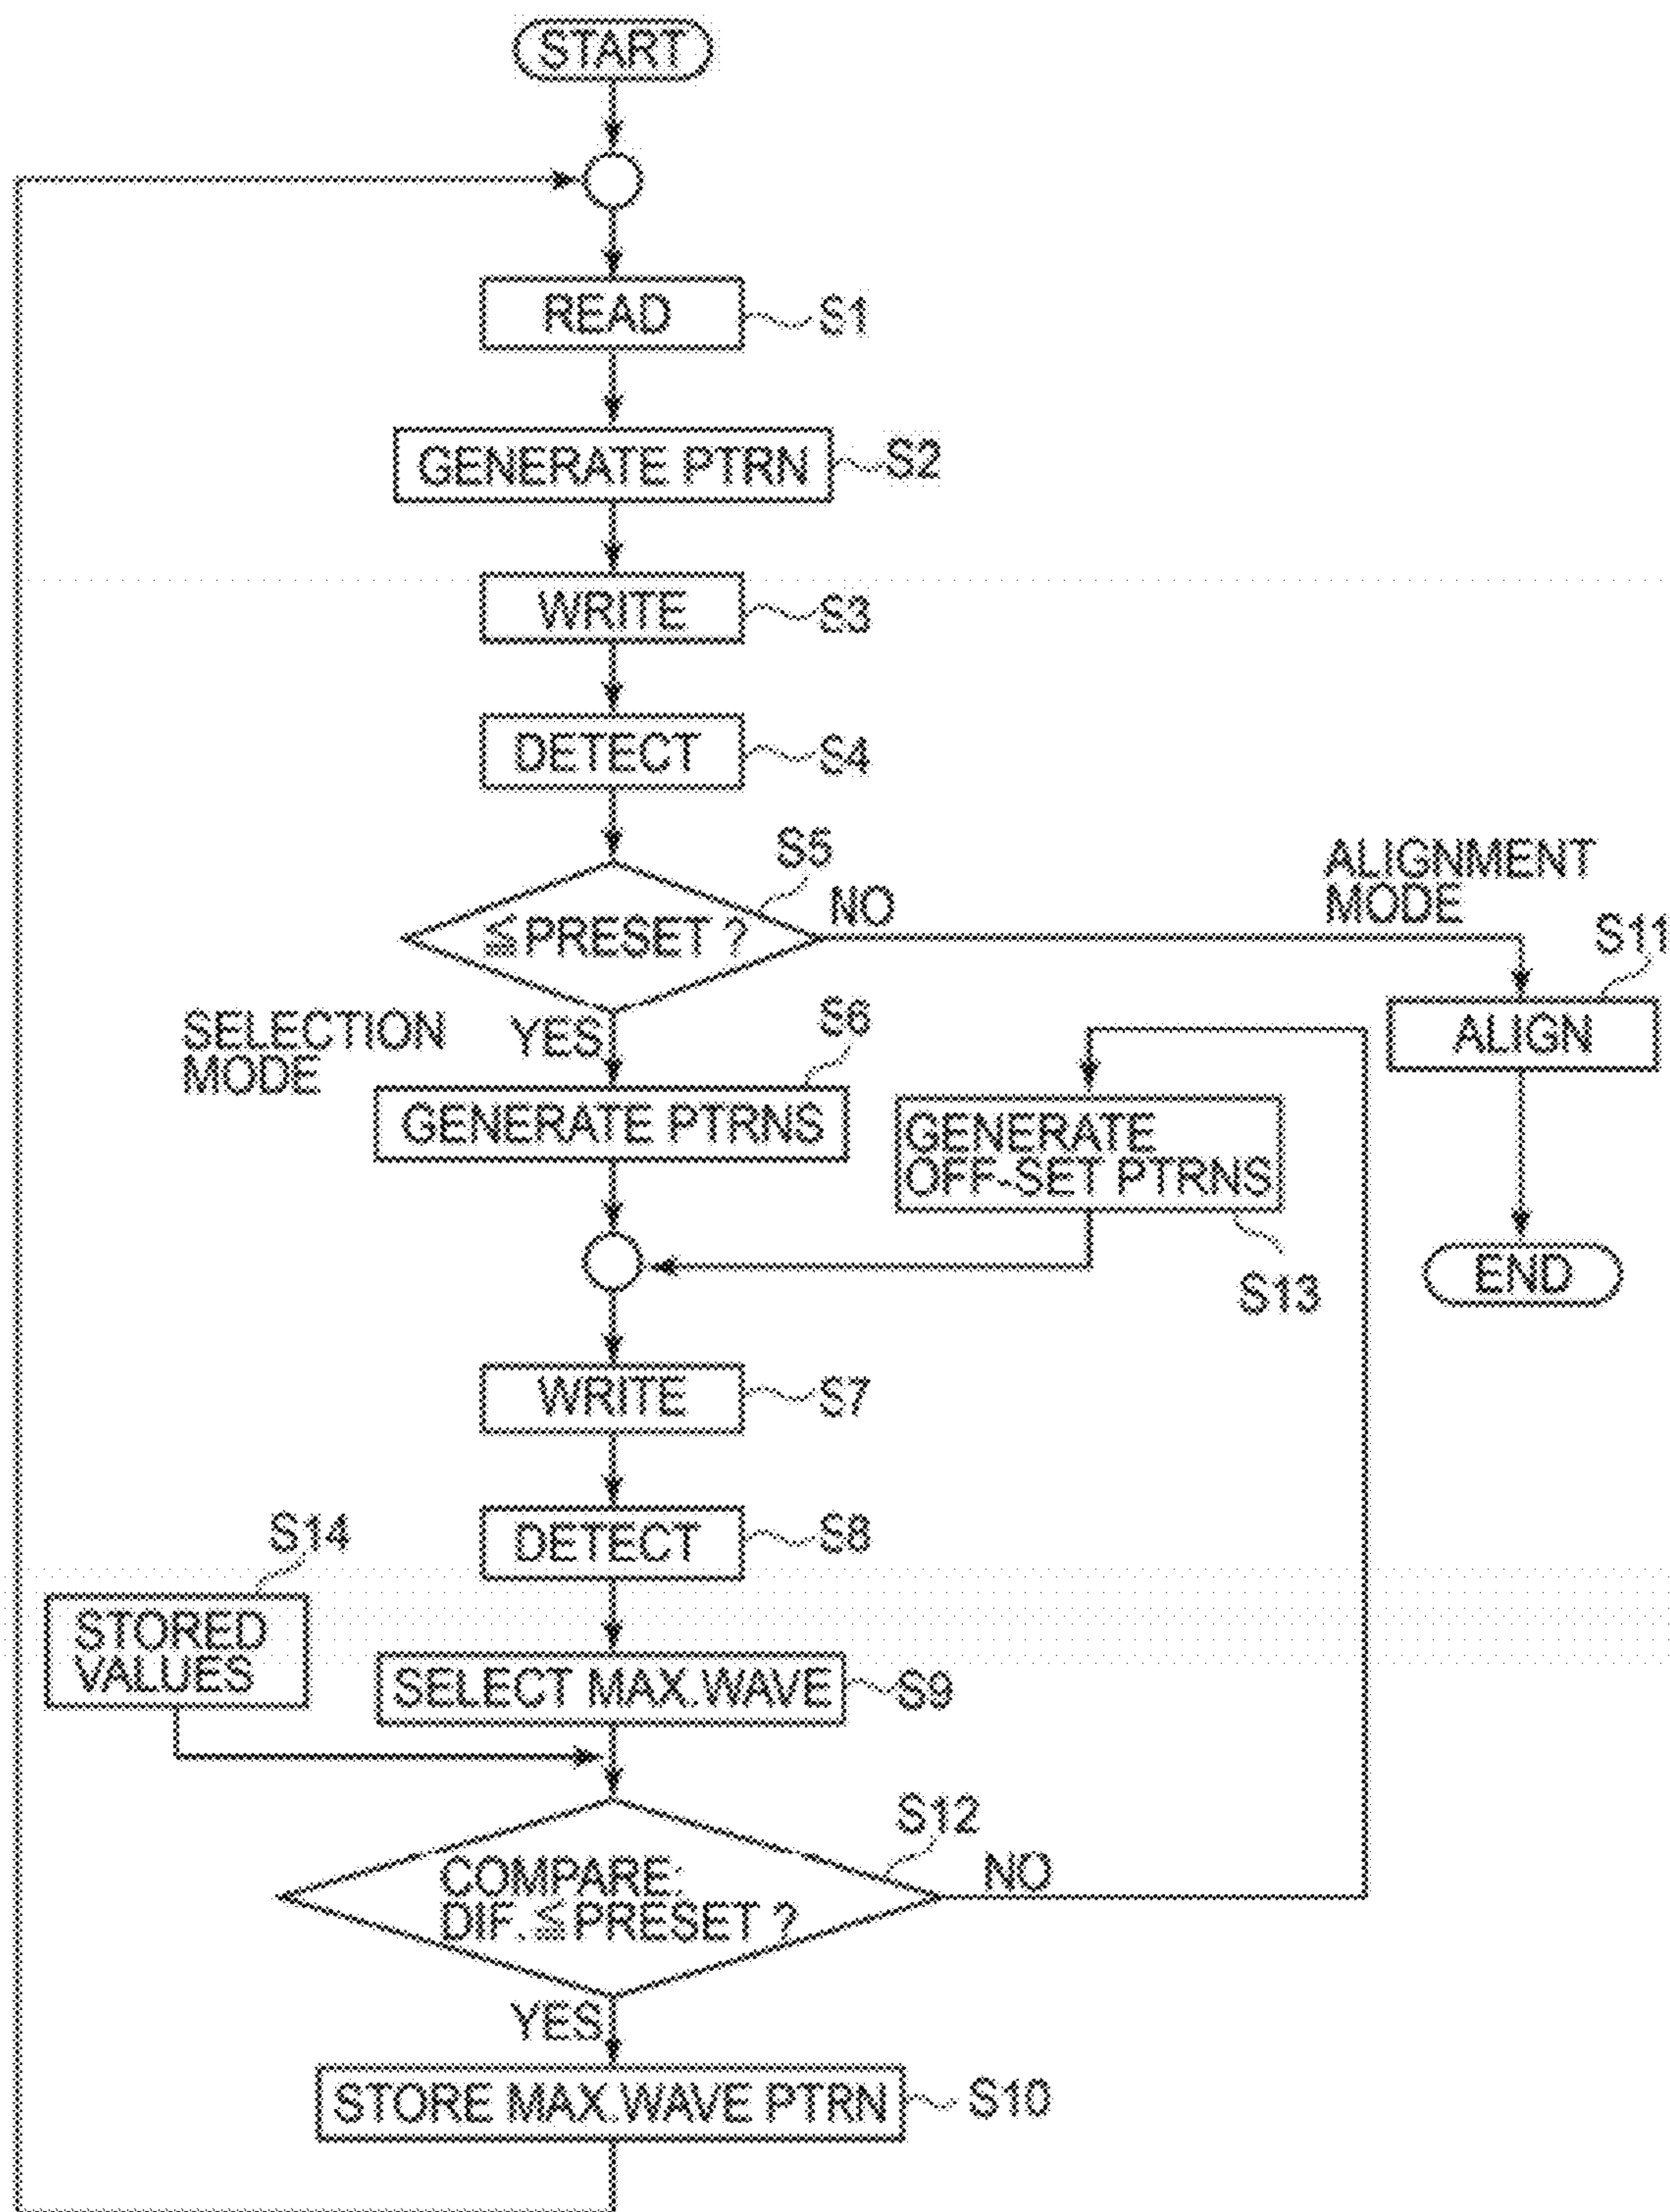 START
READ
S1
GENERATE PTRN
S2
WRITE
S3
DETECT
S4
S5
≦PRESET ?
NO
ALIGNMENT
MODE
S11
ALIGN
END
SELECTION
MODE
YES
S6
GENERATE PTRNS
GENERATE
OFF-SET PTRNS
S13
WRITE
S7
DETECT
S8
S14
STORED
VALUES
SELECT MAX.WAVE
S9
S12
COMPARE:
DIF.≦PRESET ?
NO
YES
STORE MAX.WAVE PTRN
S10